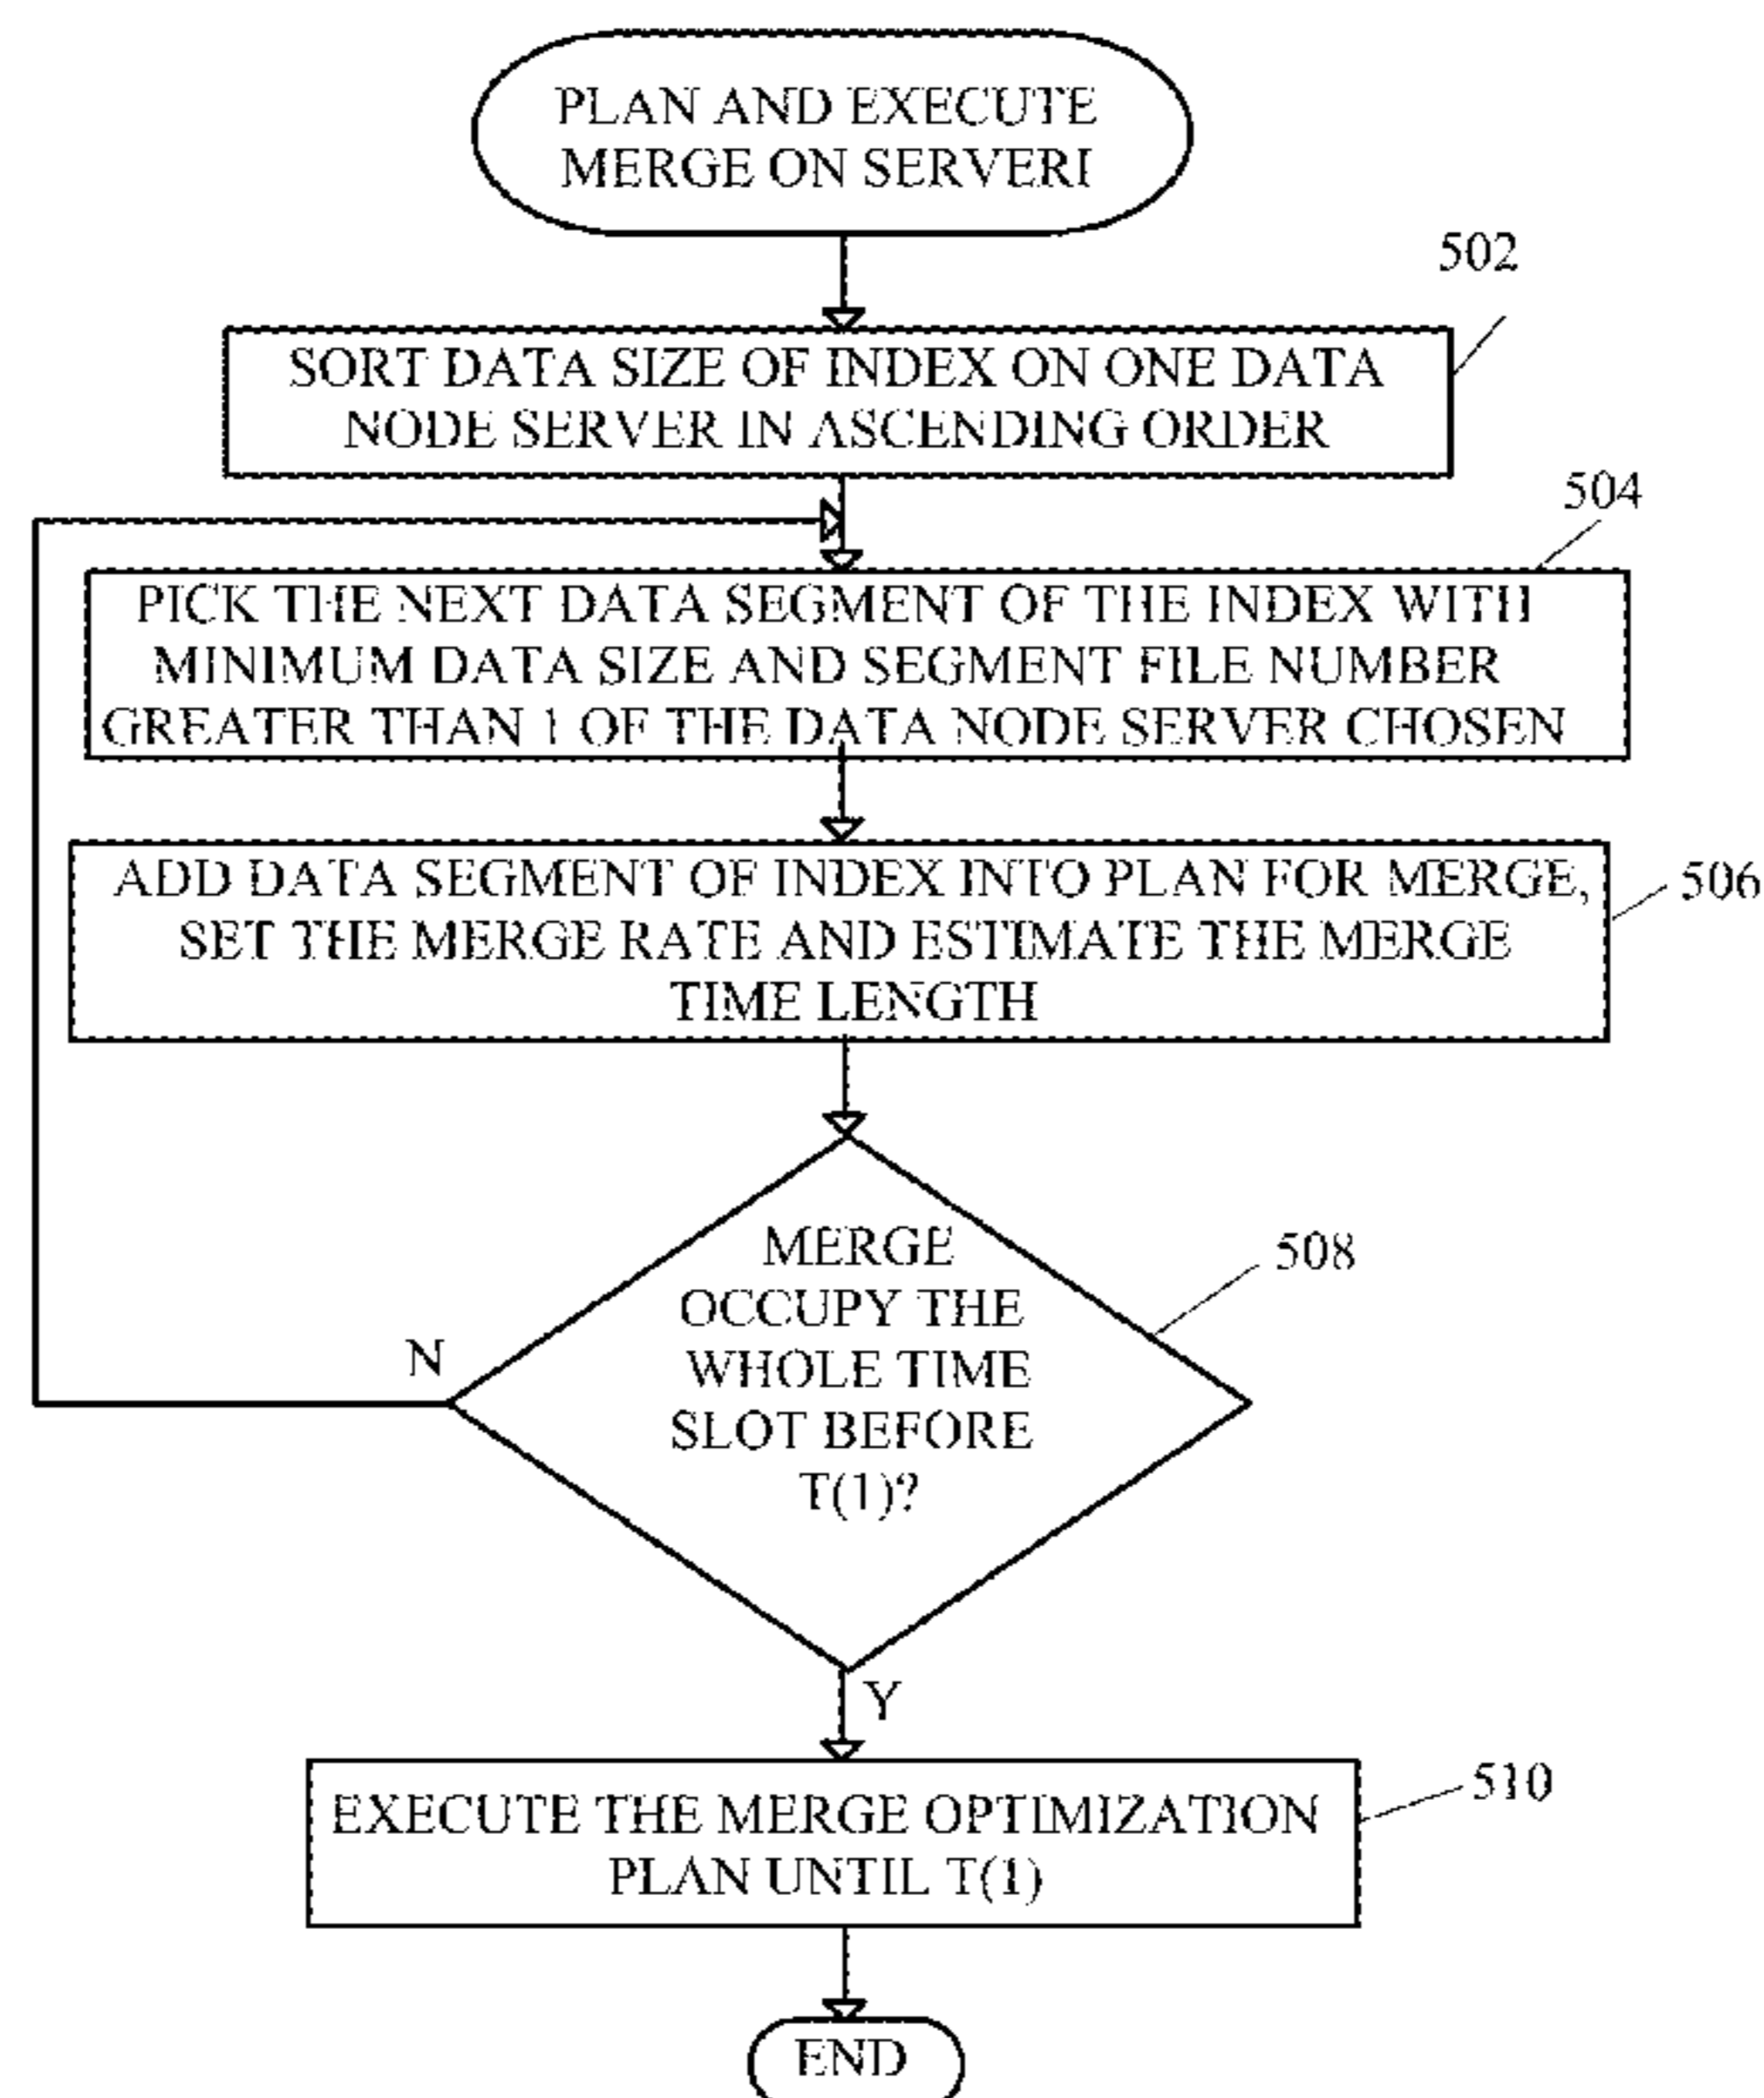 PLAN AND EXECUTE
MERGE ON SERVERI
502
SORT DATA SIZE OF INDEX ON ONE DATA
NODE SERVER IN ASCENDING ORDER
504
PICK THE NEXT DATA SEGMENT OF THE INDEX WITH
MINIMUM DATA SIZE AND SEGMENT FILE NUMBER
GREATER THAN 1 OF THE DATA NODE SERVER CHOSEN
ADD DATA SEGMENT OF INDEX INTO PLAN FOR MERGE,
506
SET THE MERGE RATE AND ESTIMATE THE MERGE
TIME LENGTH
MERGE
508
OCCUPY THE
WHOLE TIME
N
SLOT BEFORE
T(1)?
Y
EXECUTE THE MERGE OPTIMIZATION
510
PLAN UNTIL T(1)
END